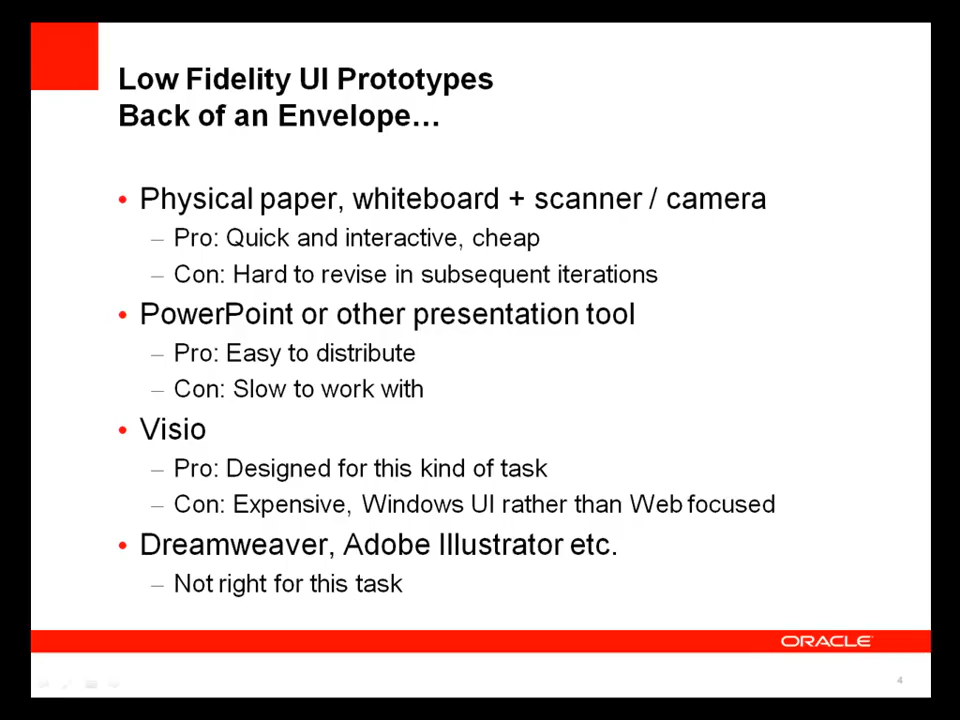 Low Fidelity UI Prototypes
Back of an Envelope…
• Physical paper, whiteboard + scanner / camera
– Pro: Quick and interactive, cheap
– Con: Hard to revise in subsequent iterations
• PowerPoint or other presentation tool
– Pro: Easy to distribute
– Con: Slow to work with
• Visio
– Pro: Designed for this kind of task
– Con: Expensive, Windows UI rather than Web focused
• Dreamweaver, Adobe Illustrator etc.
– Not right for this task
ORACLE
4